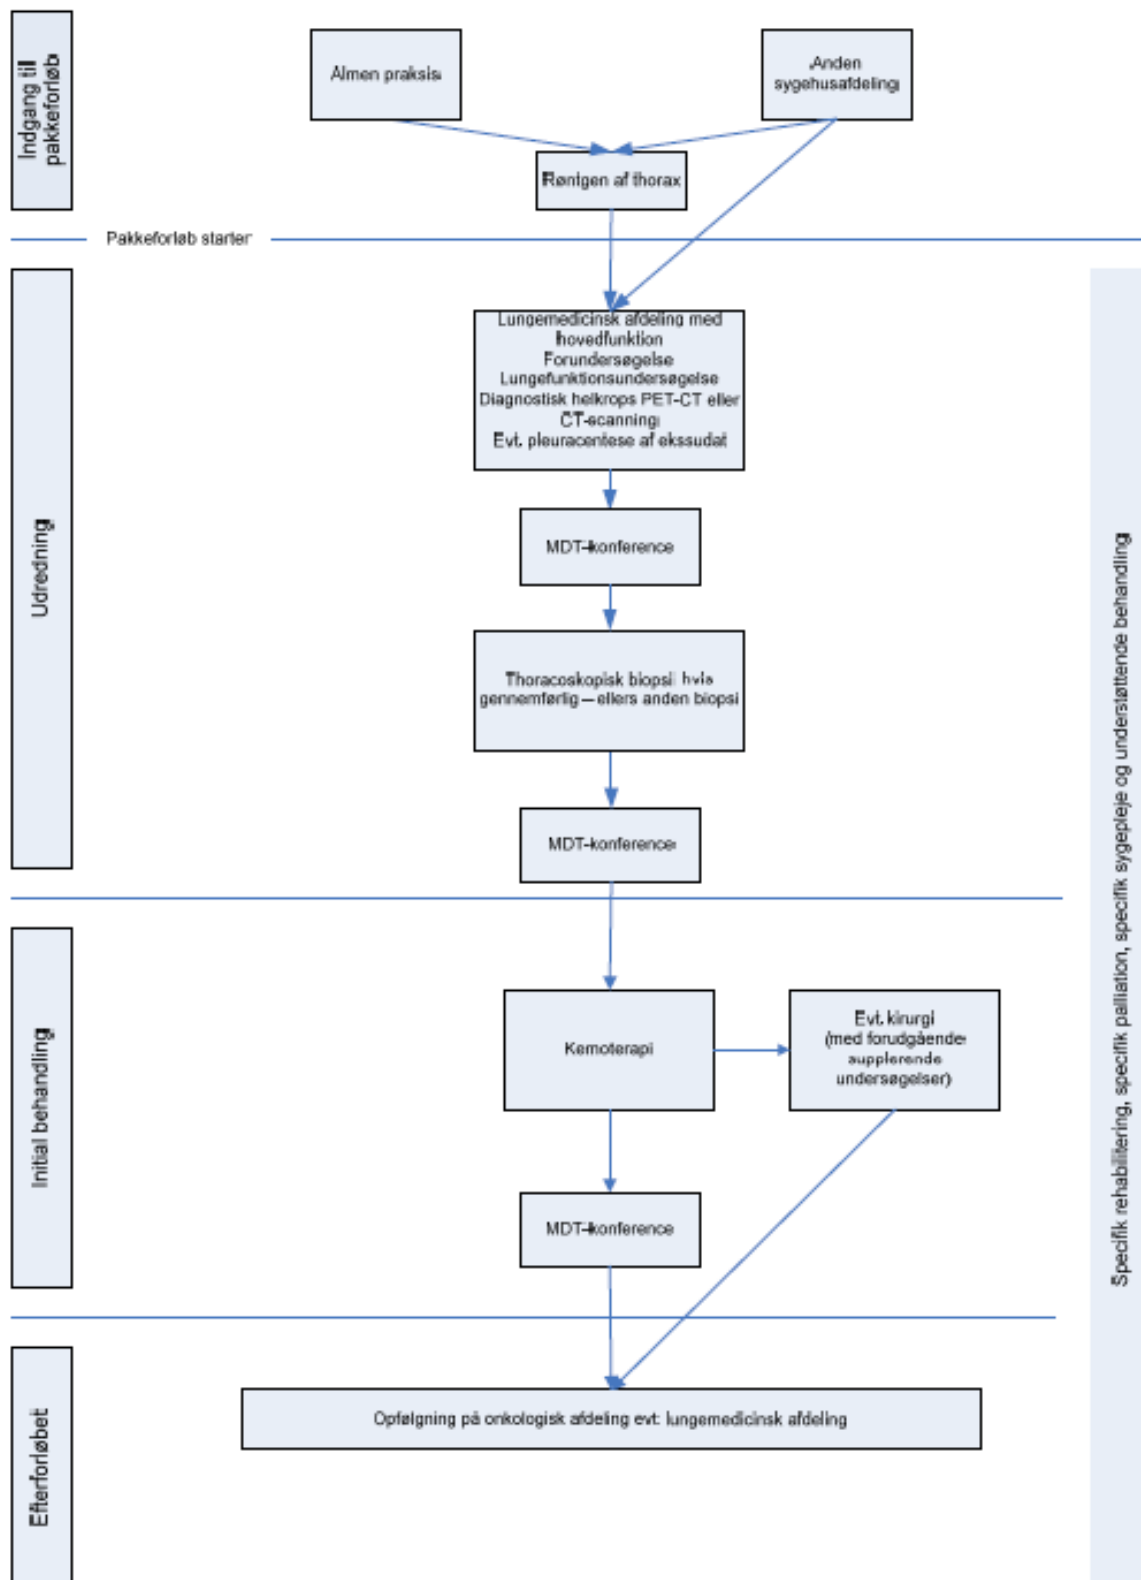 Indgang til
pakkeforløb
Almen praksis
Anden
sygehusafdeling
Røntgen af thorax
Pakkeforløb starter
Udredning
Lungemedicinsk afdeling med
hovedfunktion
Forundersøgelse
Lungefunktionsundersøgelse
Diagnostisk helkrops PET-CT eller
CT-scanning
Evt. pleuracentese af ekssudat
MDT-konference
Thoracoskopisk biopsi hvis
gennemførlig – ellers anden biopsi
MDT-konference
Specifik rehabilitering, specifik palliation, specifik sygepleje og understøttende behandling
Initial behandling
Kemoterapi
Evt. kirurgi
(med forudgående
supplerende
undersøgelser)
MDT-konference
Efterforløbet
Opfølgning på onkologisk afdeling evt. lungemedicinsk afdeling